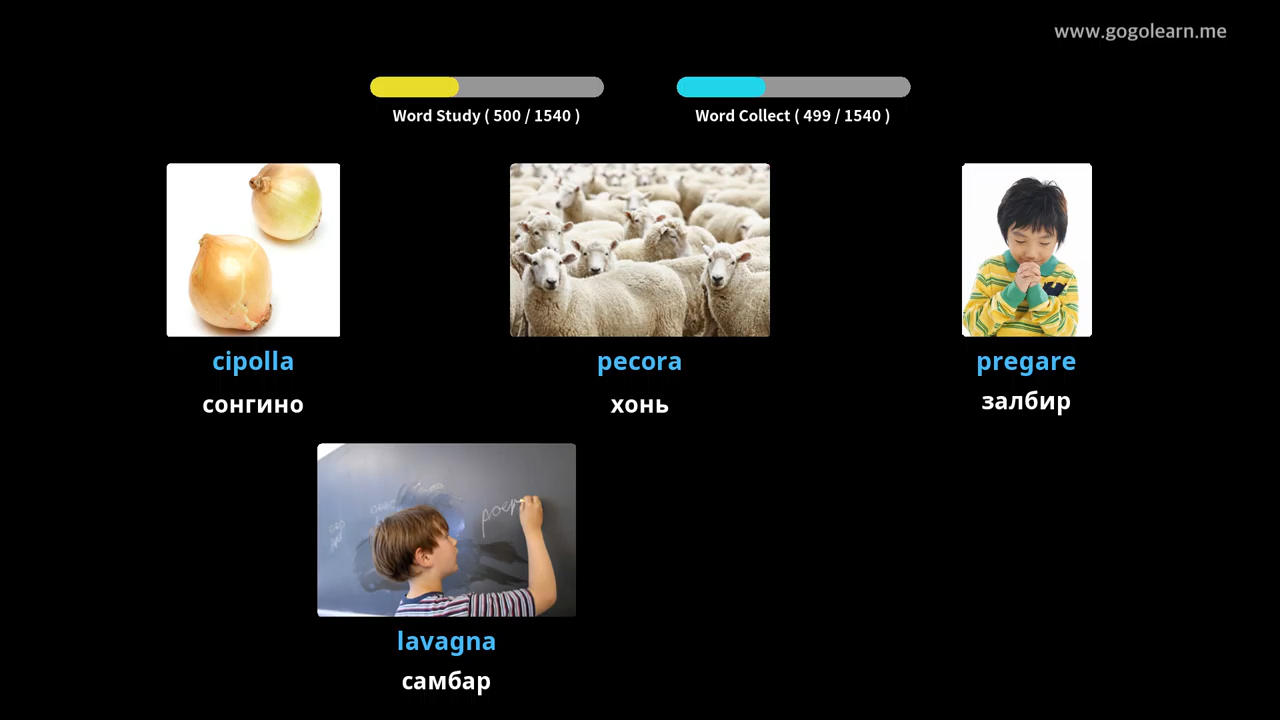 www.gogolearn.me
Word Study ( 500 / 1540 )
Word Collect ( 499 / 1540 )
cipolla
сонгино
pecora
хонь
pregare
залбир
poer
lavagna
самбар